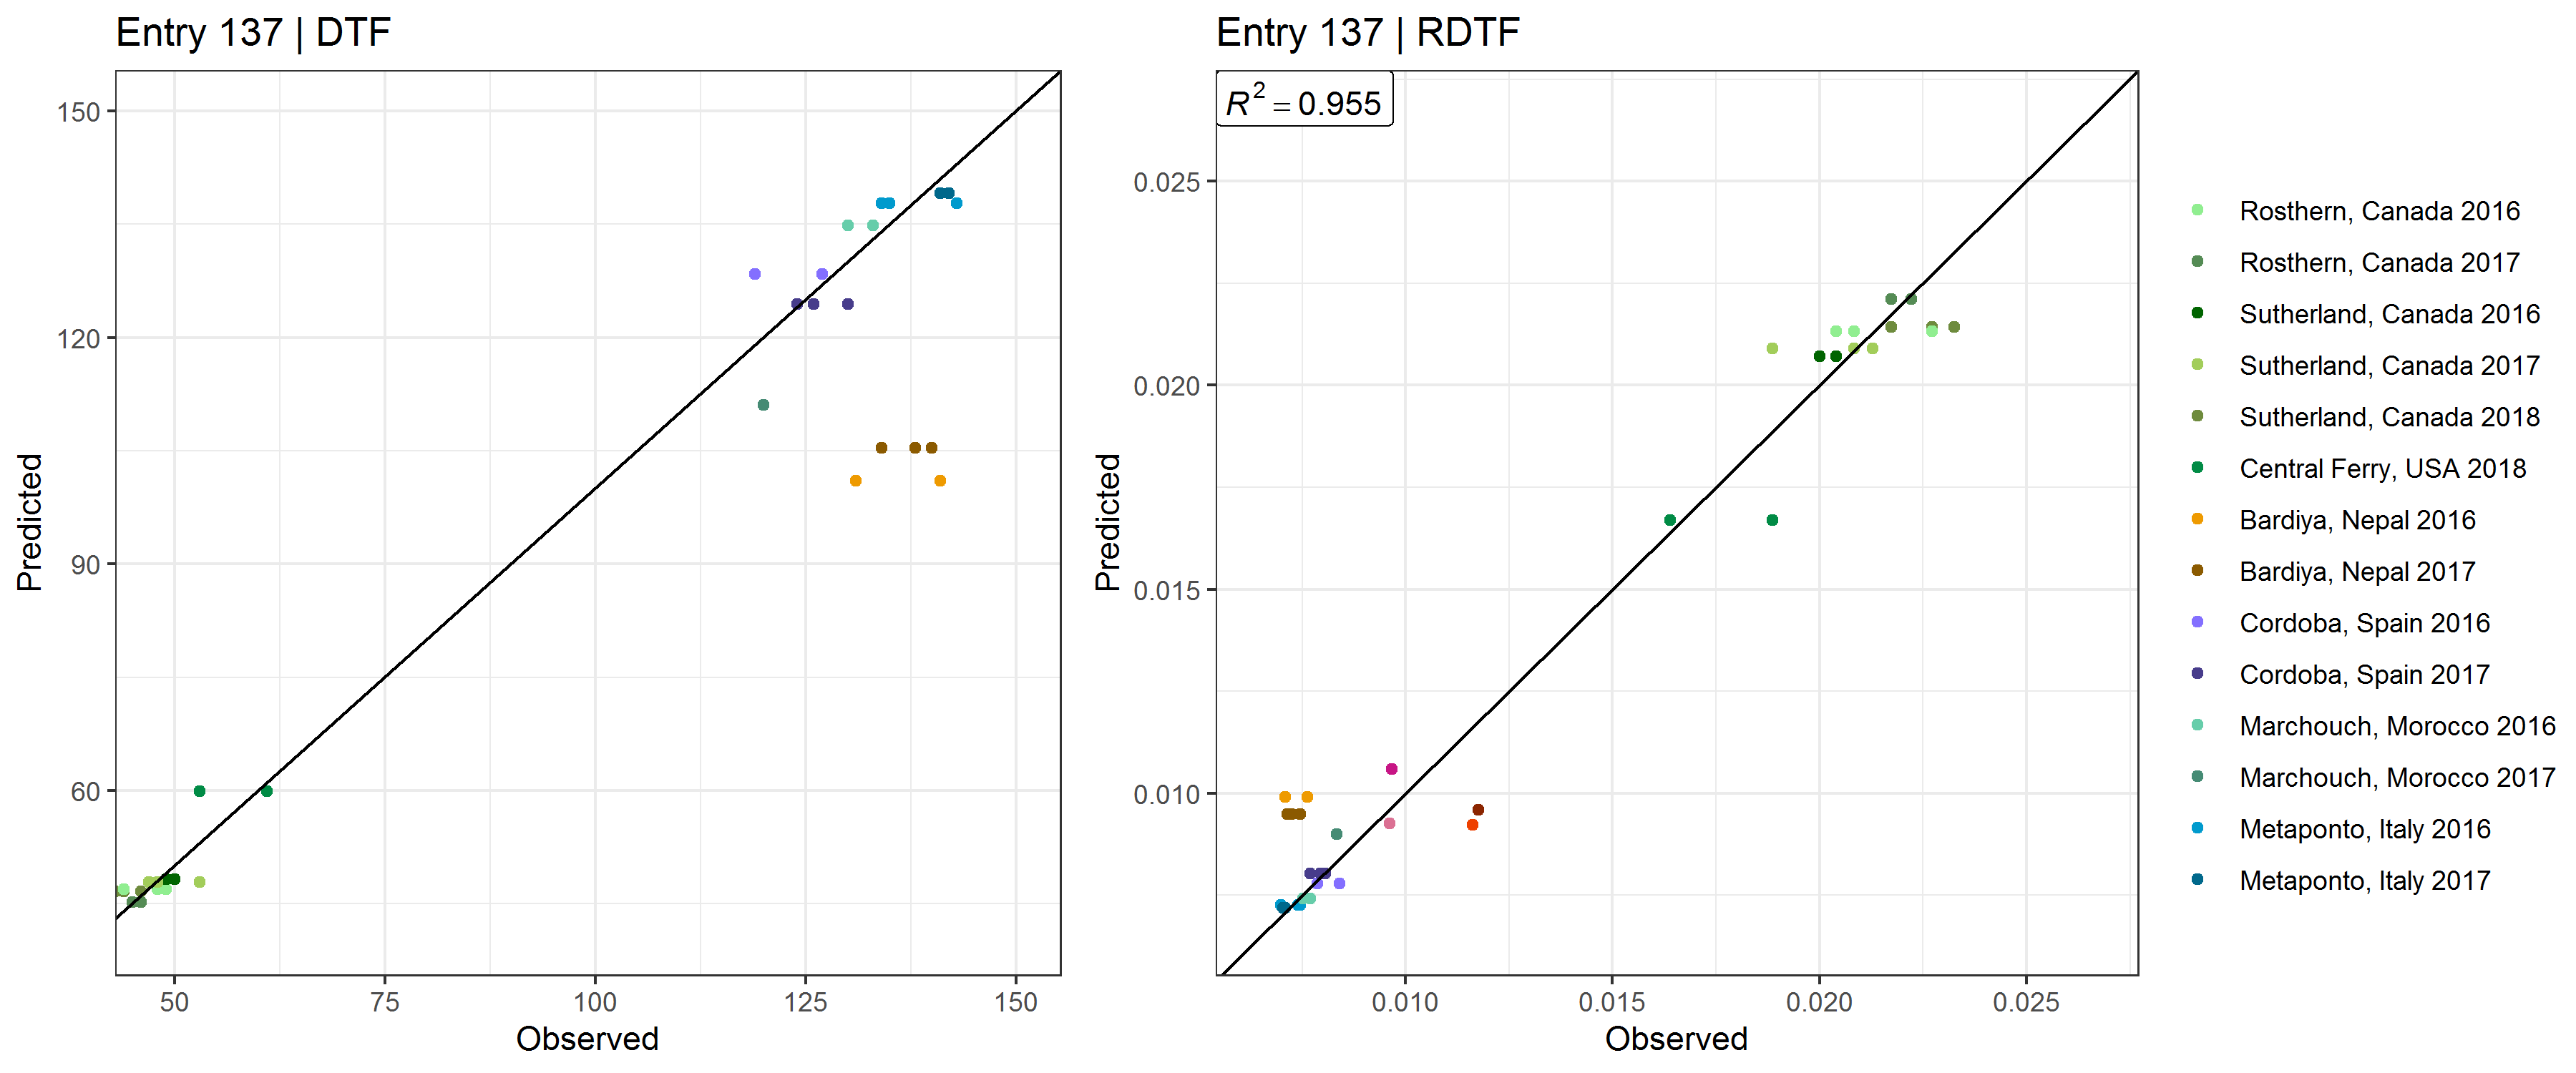 Entry 137 | DTF
150
120
90
60
Predicted
50 75 100 125 150
Observed
Entry 137 | RDTF
R² = 0.955
0.025
0.020
0.015
0.010
Predicted
0.010 0.015 0.020 0.025
Observed
Rosthern, Canada 2016
Rosthern, Canada 2017
Sutherland, Canada 2016
Sutherland, Canada 2017
Sutherland, Canada 2018
Central Ferry, USA 2018
Bardiya, Nepal 2016
Bardiya, Nepal 2017
Cordoba, Spain 2016
Cordoba, Spain 2017
Marchouch, Morocco 2016
Marchouch, Morocco 2017
Metaponto, Italy 2016
Metaponto, Italy 2017